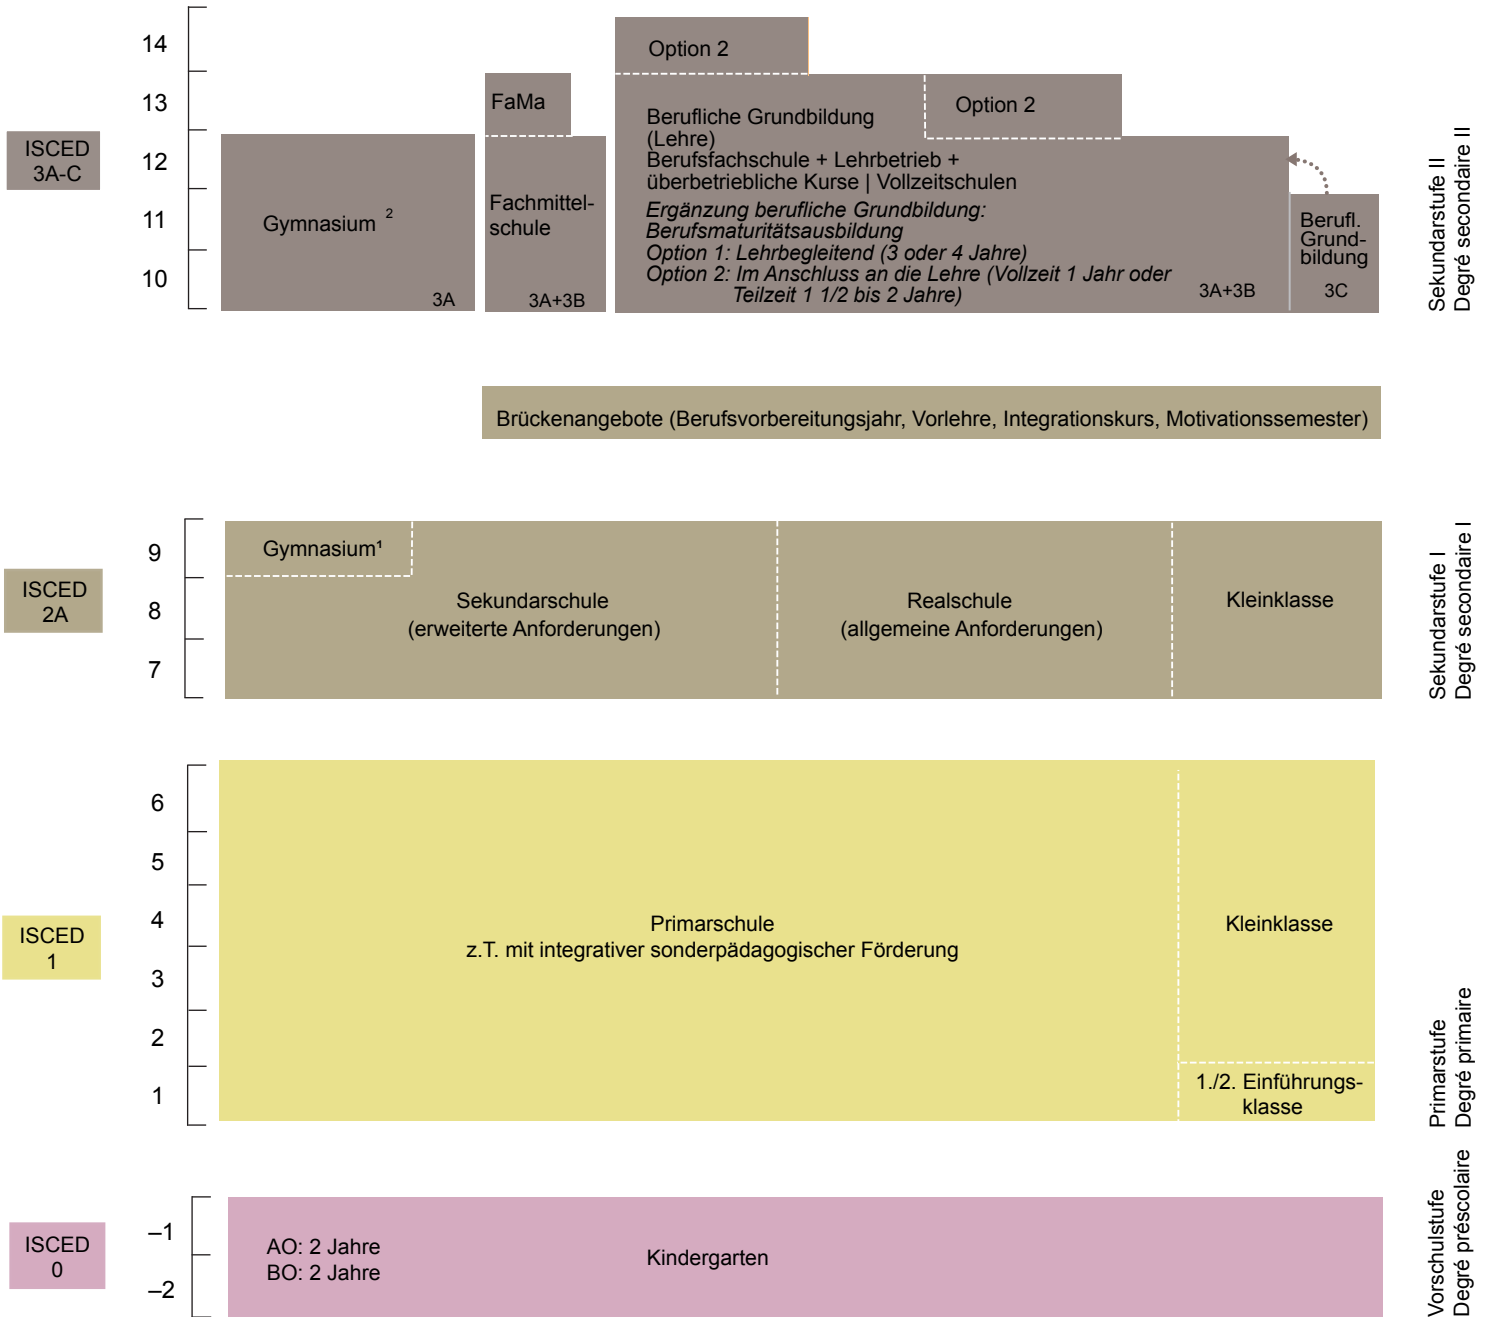 14
Option 2
13
FaMa
Option 2
ISCED
3A-C
12
11
10
Gymnasium 2
3A
Fachmittel-
schule
3A+3B
Berufliche Grundbildung
(Lehre)
Berufsfachschule + Lehrbetrieb +
überbetriebliche Kurse | Vollzeitschulen
Ergänzung berufliche Grundbildung:
Berufsmaturitätsausbildung
Option 1: Lehrbegleitend (3 oder 4 Jahre)
Option 2: Im Anschluss an die Lehre (Vollzeit 1 Jahr oder
Teilzeit 1 1/2 bis 2 Jahre)
3A+3B
Berufl.
Grund-
bildung
3C
Sekundarstufe II
Degré secondaire II
Brückenangebote (Berufsvorbereitungsjahr, Vorlehre, Integrationskurs, Motivationssemester)
ISCED
2A
9
8
7
Gymnasium¹
Sekundarschule
(erweiterte Anforderungen)
Realschule
(allgemeine Anforderungen)
Kleinklasse
Sekundarstufe I
Degré secondaire I
ISCED
1
6
5
4
3
2
1
Primarschule
z.T. mit integrativer sonderpädagogischer Förderung
Kleinklasse
1./2. Einführungs-
klasse
Primarstufe
Degré primaire
ISCED
0
–1
–2
AO: 2 Jahre
BO: 2 Jahre
Kindergarten
Vorschulstufe
Degré préscolaire